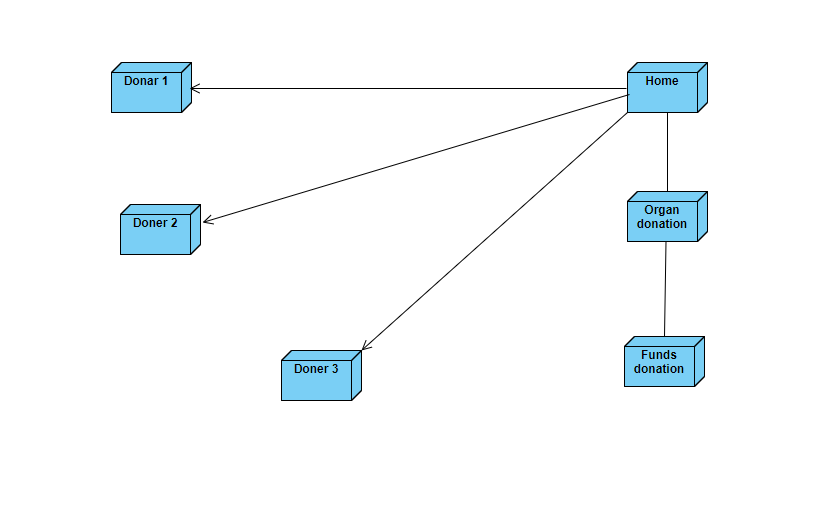 Donar 1
Home
Doner 2
Organ
donation
Doner 3
Funds
donation